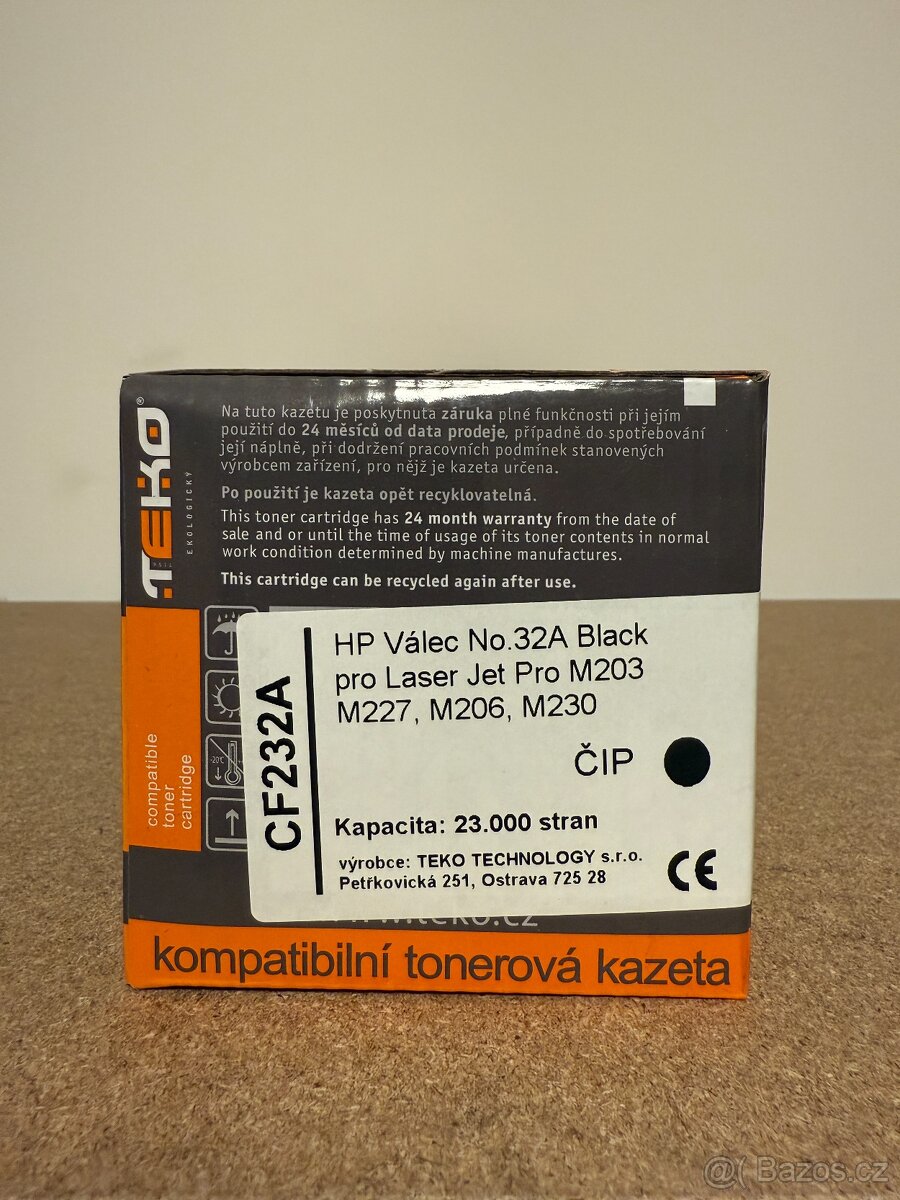 TEKO®
EKOLOGICKÝ
Na tuto kazetu je poskytnuta záruka plné funkčnosti při jejím
použití do 24 měsíců od data prodeje, případně do spotřebování
její náplně, při dodržení pracovních podmínek stanovených
výrobcem zařízení, pro nějž je kazeta určena.
Po použití je kazeta opět recyklovatelná.
This toner cartridge has 24 month warranty from the date of
sale and or until the time of usage of its toner contents in normal
work condition determined by machine manufactures.
This cartridge can be recycled again after use.
compatible
toner
cartridge
-20°C
CF232A
HP Válec No.32A Black
pro Laser Jet Pro M203
M227, M206, M230
ČIP
Kapacita: 23.000 stran
výrobce: TEKO TECHNOLOGY s.r.o.
Petřkovická 251, Ostrava 725 28
CE
kompatibilní tonerová kazeta
@( Bazos.cz